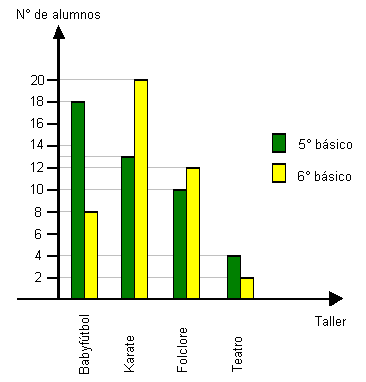 N° de alumnos
20
18
16
14
12
10
8
6
4
2
5° básico
6° básico
Taller
Babyfútbol
Karate
Folclore
Teatro